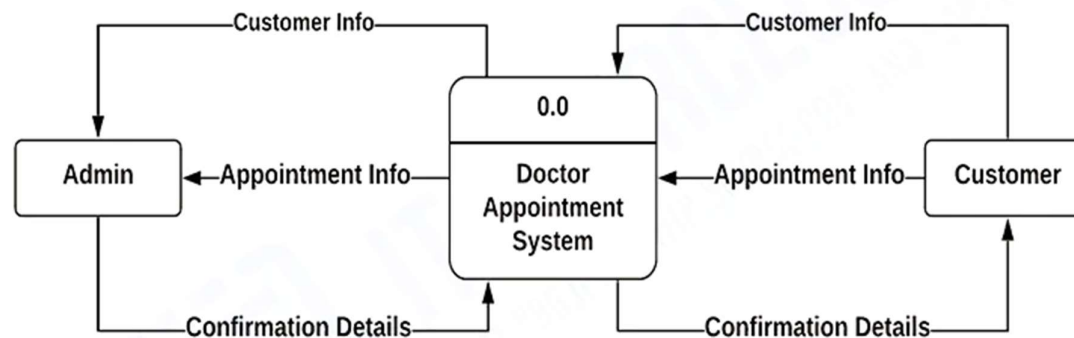 Customer Info
Customer Info
0.0
Admin
Appointment Info
Doctor
Appointment
System
Appointment Info
Customer
Confirmation Details
Confirmation Details